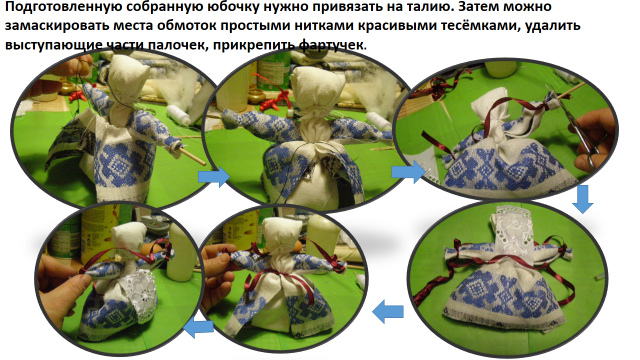 Подготовленную собранную юбочку нужно привязать на талию. Затем можно
замаскировать места обмоток простыми нитками красивыми тесёмками, удалить
выступающие части палочек, прикрепить фартучек.